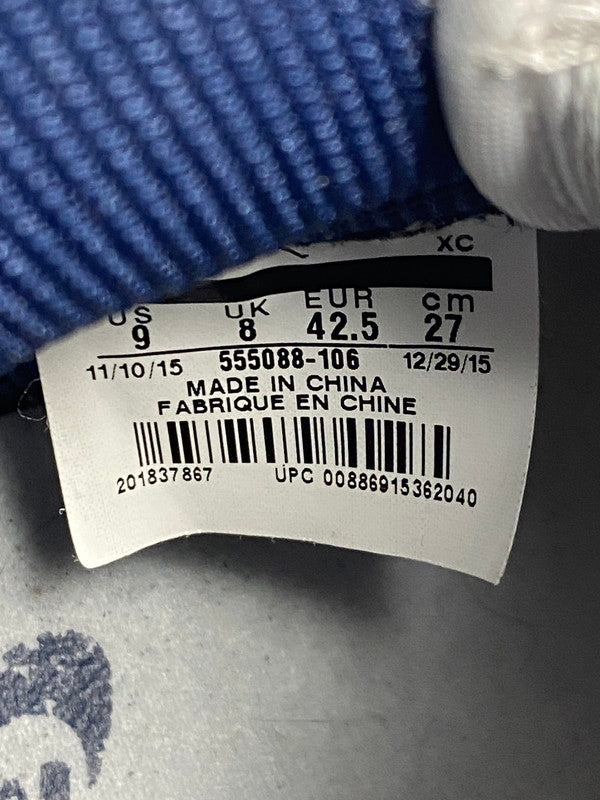 XC
US UK EUR cm
9 8 42.5 27
11/10/15 555088-106 12/29/15
MADE IN CHINA
FABRIQUE EN CHINE
201837867 UPC 00886915362040